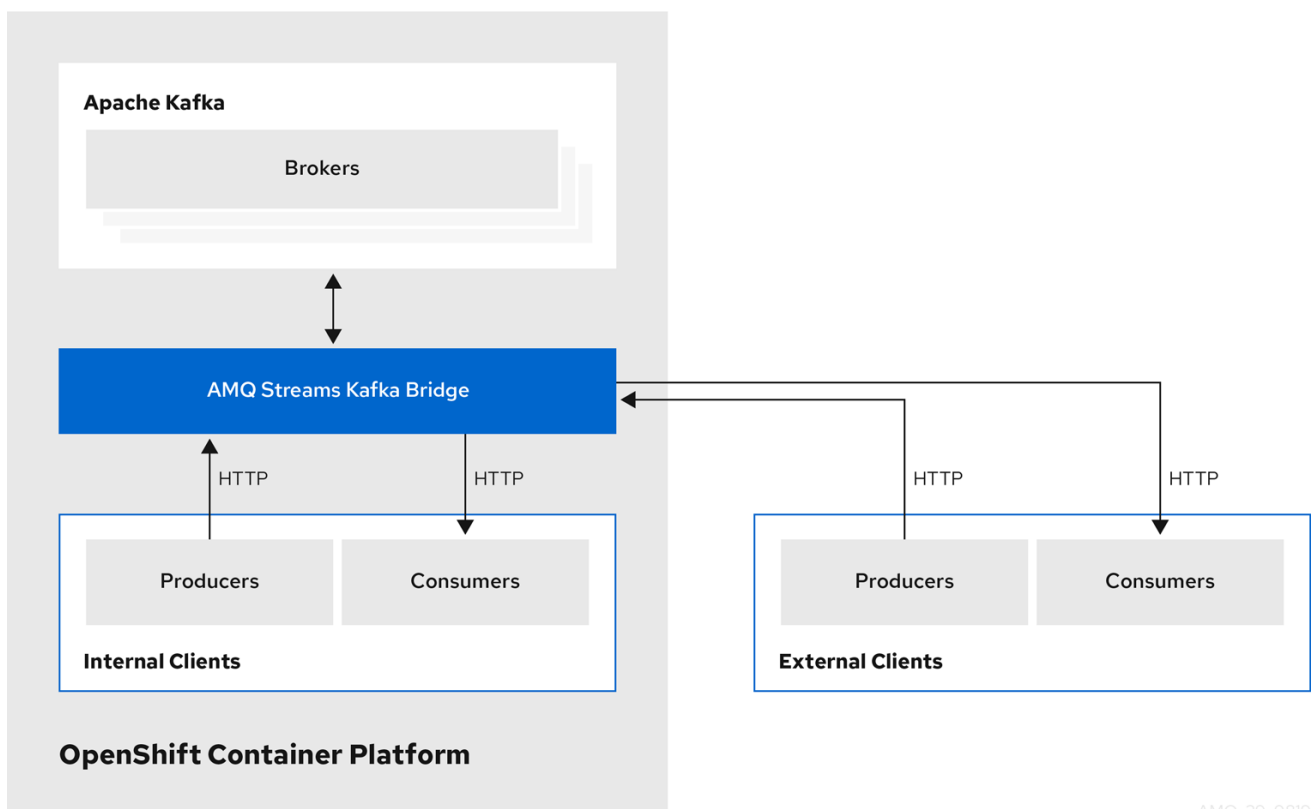 Apache Kafka
Brokers
AMQ Streams Kafka Bridge
HTTP
HTTP
HTTP
HTTP
Producers
Consumers
Producers
Consumers
Internal Clients
External Clients
OpenShift Container Platform